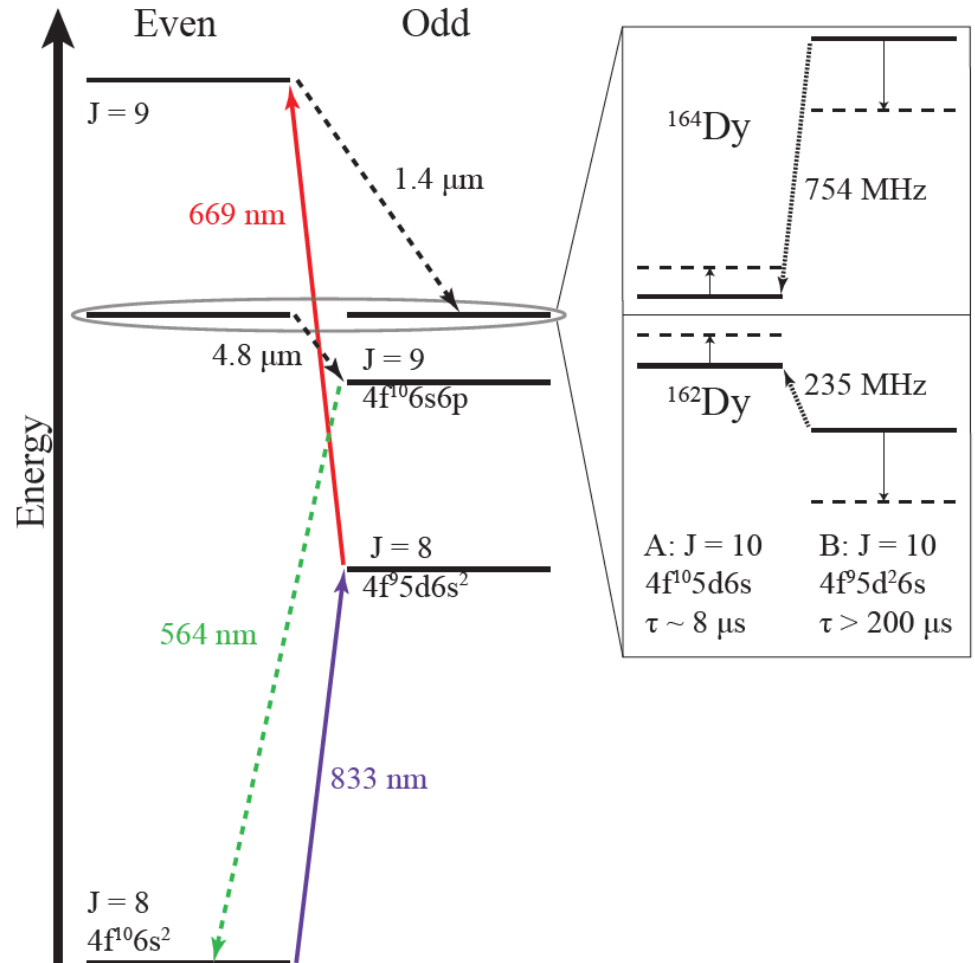 Even
Odd
Energy
J = 9
1.4 μm
669 nm
4.8 μm
J = 9
4f¹⁰6s6p
J = 8
4f⁹5d6s²
564 nm
833 nm
J = 8
4f¹⁰6s²
¹⁶⁴Dy
754 MHz
¹⁶²Dy
235 MHz
A: J = 10
4f¹⁰5d6s
τ ~ 8 μs
B: J = 10
4f⁹5d²6s
τ > 200 μs